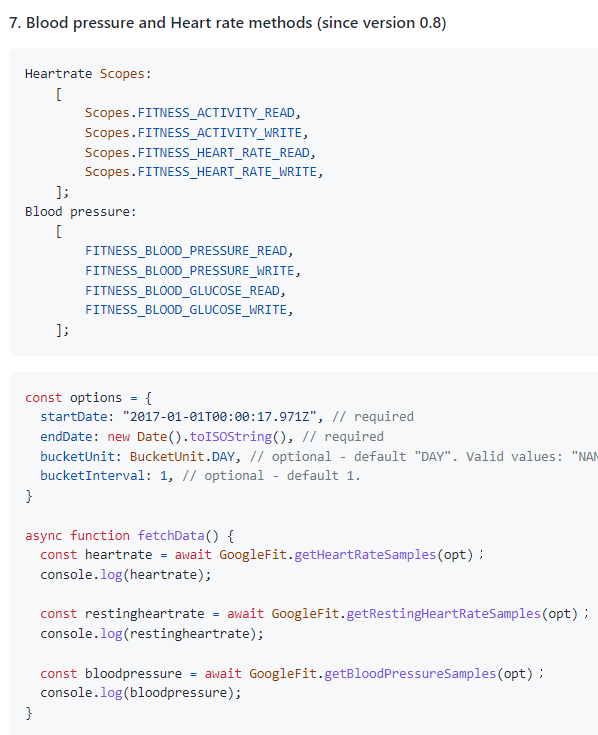 7. Blood pressure and Heart rate methods (since version 0.8)
Heartrate Scopes:
    [
        Scopes.FITNESS_ACTIVITY_READ,
        Scopes.FITNESS_ACTIVITY_WRITE,
        Scopes.FITNESS_HEART_RATE_READ,
        Scopes.FITNESS_HEART_RATE_WRITE,
    ];
Blood pressure:
    [
        FITNESS_BLOOD_PRESSURE_READ,
        FITNESS_BLOOD_PRESSURE_WRITE,
        FITNESS_BLOOD_GLUCOSE_READ,
        FITNESS_BLOOD_GLUCOSE_WRITE,
    ];
const options = {
  startDate: "2017-01-01T00:00:17.971Z", // required
  endDate: new Date().toISOString(), // required
  bucketUnit: BucketUnit.DAY, // optional - default "DAY". Valid values: "NAN
  bucketInterval: 1, // optional - default 1.
}
async function fetchData() {
  const heartrate = await GoogleFit.getHeartRateSamples(opt);
  console.log(heartrate);
  const restingheartrate = await GoogleFit.getRestingHeartRateSamples(opt);
  console.log(restingheartrate);
  const bloodpressure = await GoogleFit.getBloodPressureSamples(opt);
  console.log(bloodpressure);
}